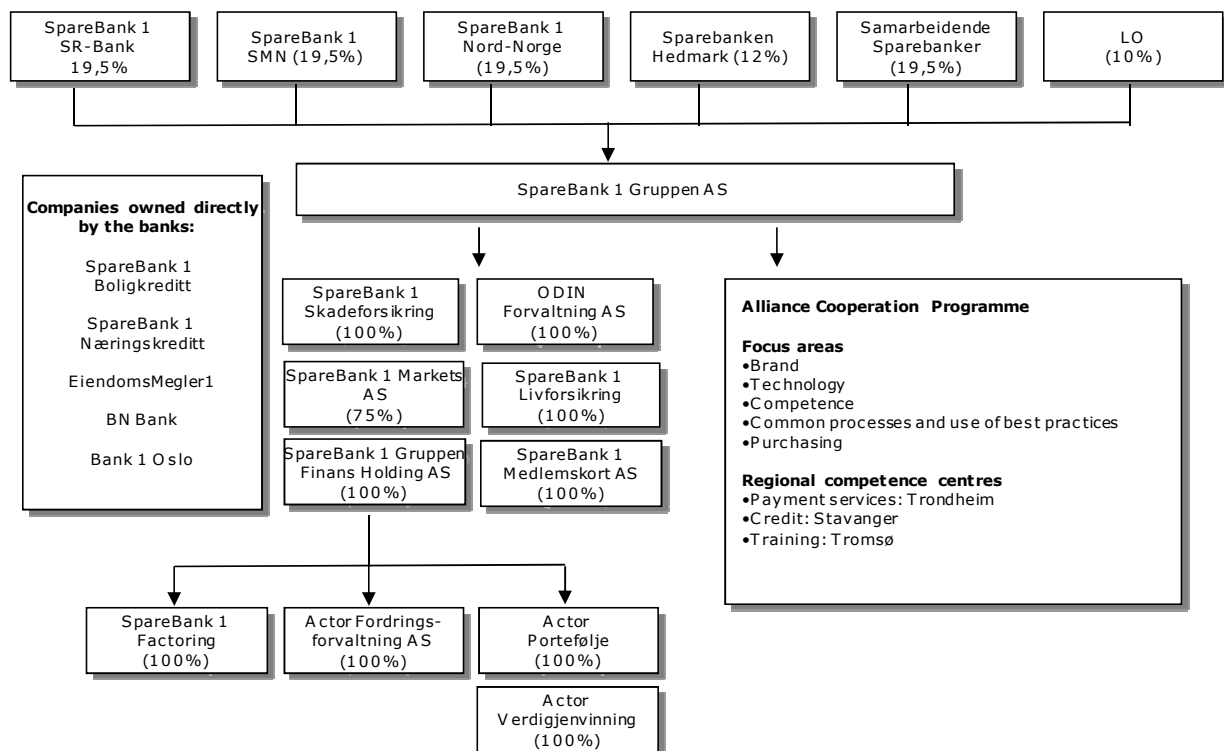 SpareBank 1
SR-Bank
19,5%
SpareBank 1
SMN (19,5%)
SpareBank 1
Nord-Norge
(19,5%)
Sparebanken
Hedmark (12%)
Samarbeidende
Sparebanker
(19,5%)
LO
(10%)
SpareBank 1 Gruppen AS
Companies owned directly
by the banks:
SpareBank 1
Boligkreditt
SpareBank 1
Næringskreditt
EiendomsMegler1
BN Bank
Bank 1 Oslo
SpareBank 1
Skadeforsikring
(100%)
ODIN
Forvaltning AS
(100%)
SpareBank 1 Markets
AS
(75%)
SpareBank 1
Livforsikring
(100%)
SpareBank 1 Gruppen
Finans Holding AS
(100%)
SpareBank 1
Medlemskort AS
(100%)
Alliance Cooperation Programme
Focus areas
•Brand
•Technology
•Competence
•Common processes and use of best practices
•Purchasing
Regional competence centres
•Payment services: Trondheim
•Credit: Stavanger
•Training: Tromsø
SpareBank 1
Factoring
(100%)
Actor Fordrings-
forvaltning AS
(100%)
Actor
Portefølje
(100%)
Actor
Verdigjenvinning
(100%)